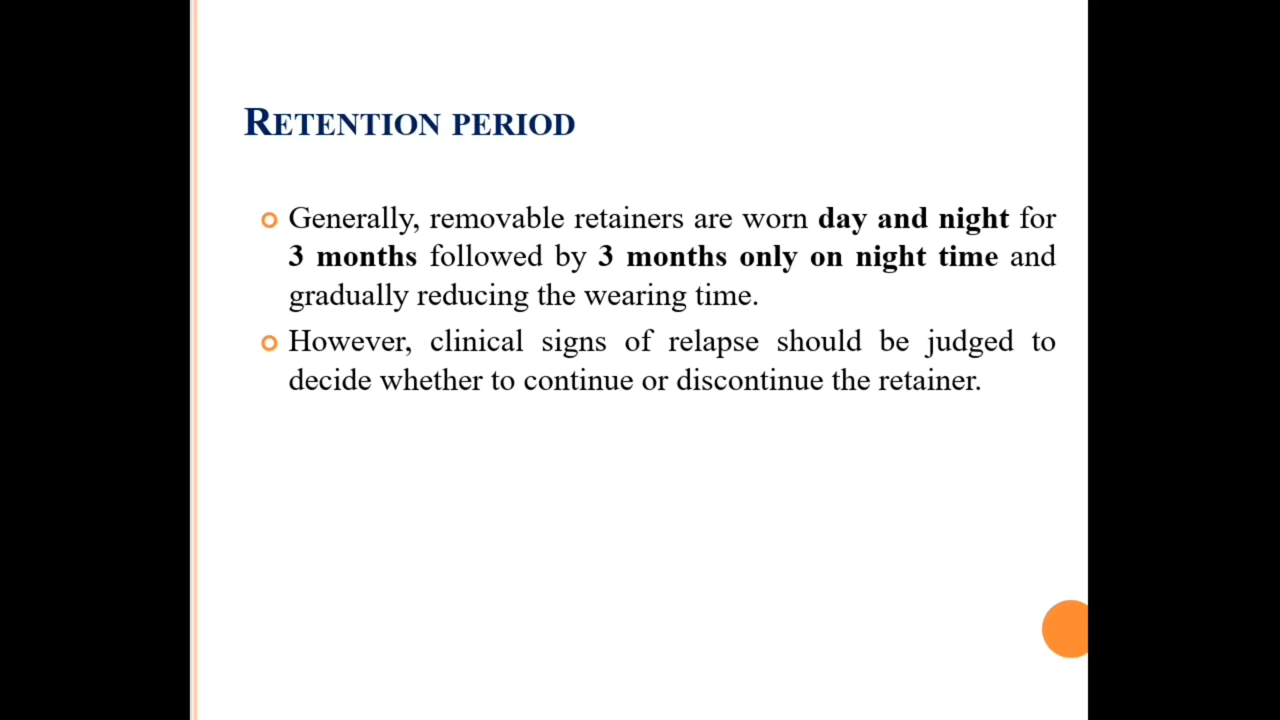 RETENTION PERIOD
Generally, removable retainers are worn day and night for
3 months followed by 3 months only on night time and
gradually reducing the wearing time.
However, clinical signs of relapse should be judged to
decide whether to continue or discontinue the retainer.